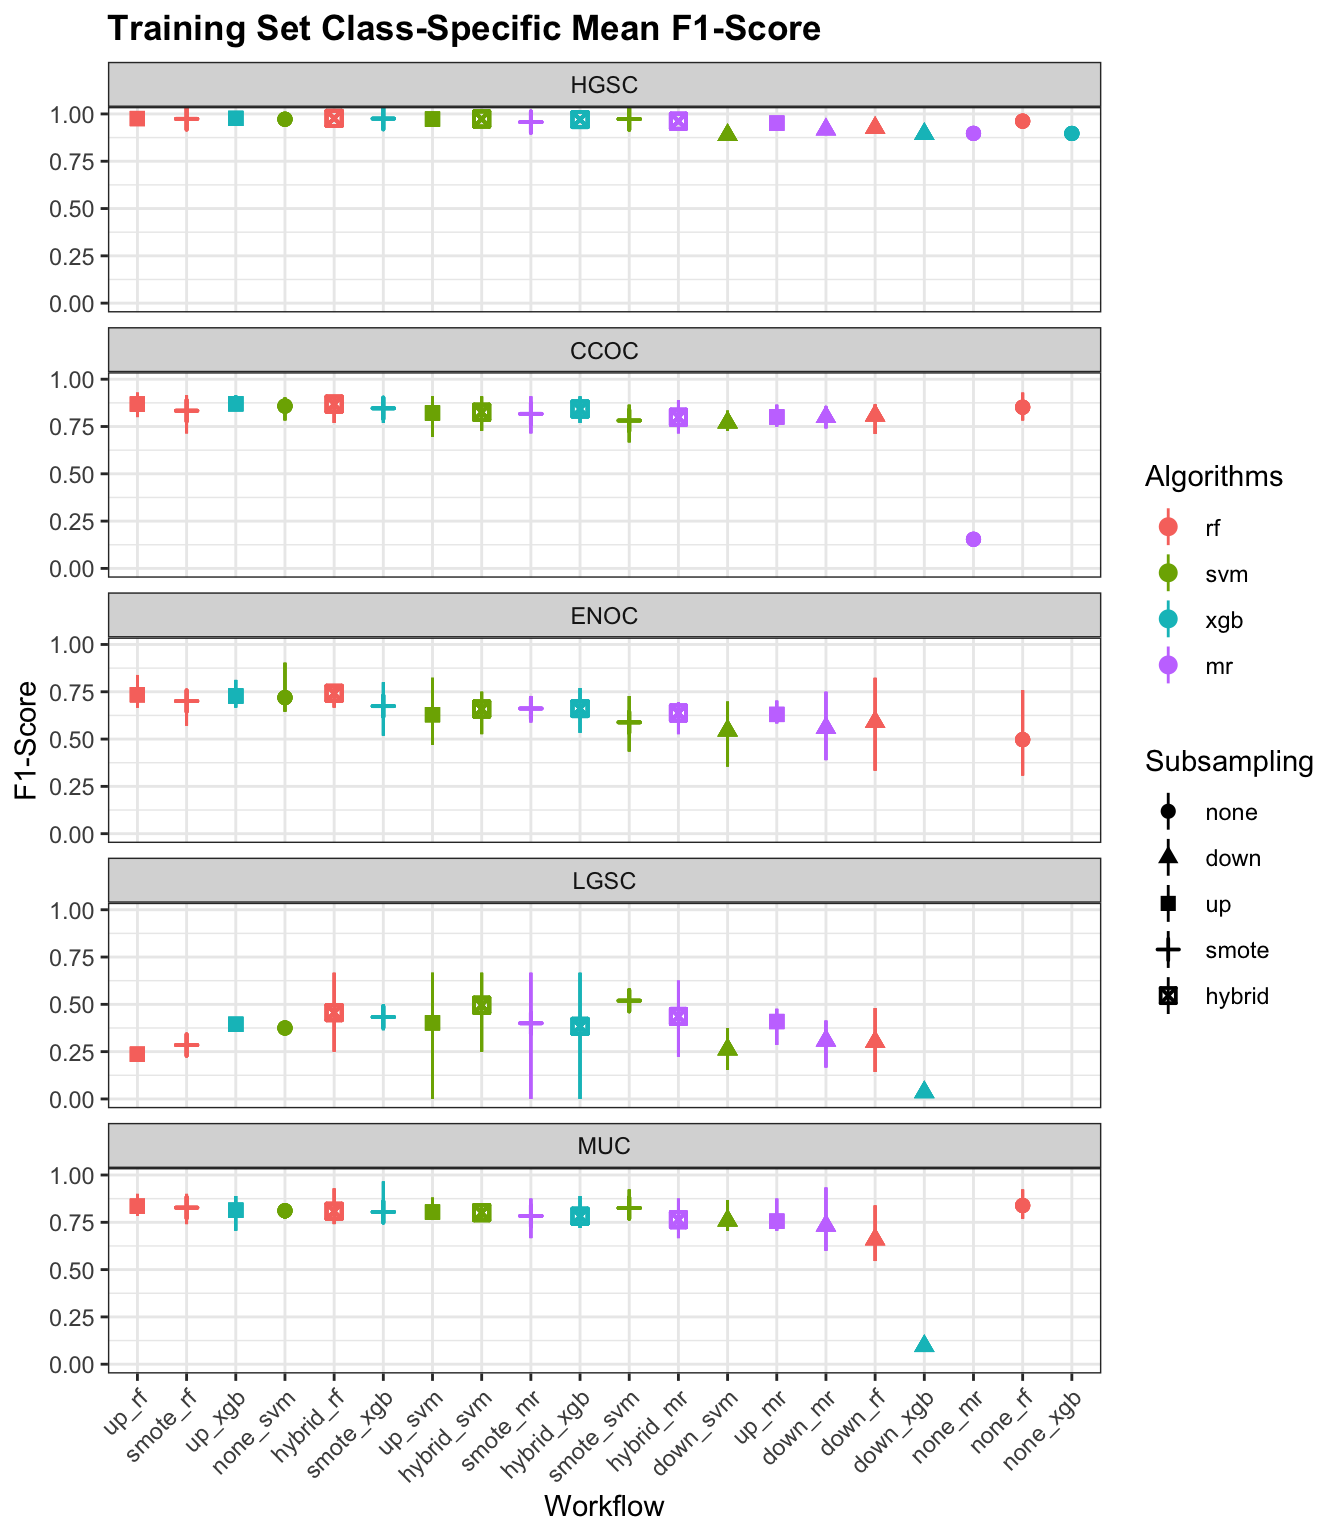 Training Set Class-Specific Mean F1-Score
HGSC
1.00
0.75
0.50
0.25
0.00
CCOC
1.00
0.75
0.50
0.25
0.00
ENOC
1.00
0.75
0.50
0.25
0.00
LGSC
1.00
0.75
0.50
0.25
0.00
MUC
1.00
0.75
0.50
0.25
0.00
F1-Score
up_rf
smote_rf
up_xgb
none_svm
hybrid_rf
smote_xgb
up_svm
hybrid_svm
smote_mr
hybrid_xgb
smote_svm
hybrid_mr
down_svm
up_mr
down_mr
down_rf
down_xgb
none_mr
none_rf
none_xgb
Workflow
Algorithms
rf
svm
xgb
mr
Subsampling
none
down
up
smote
hybrid